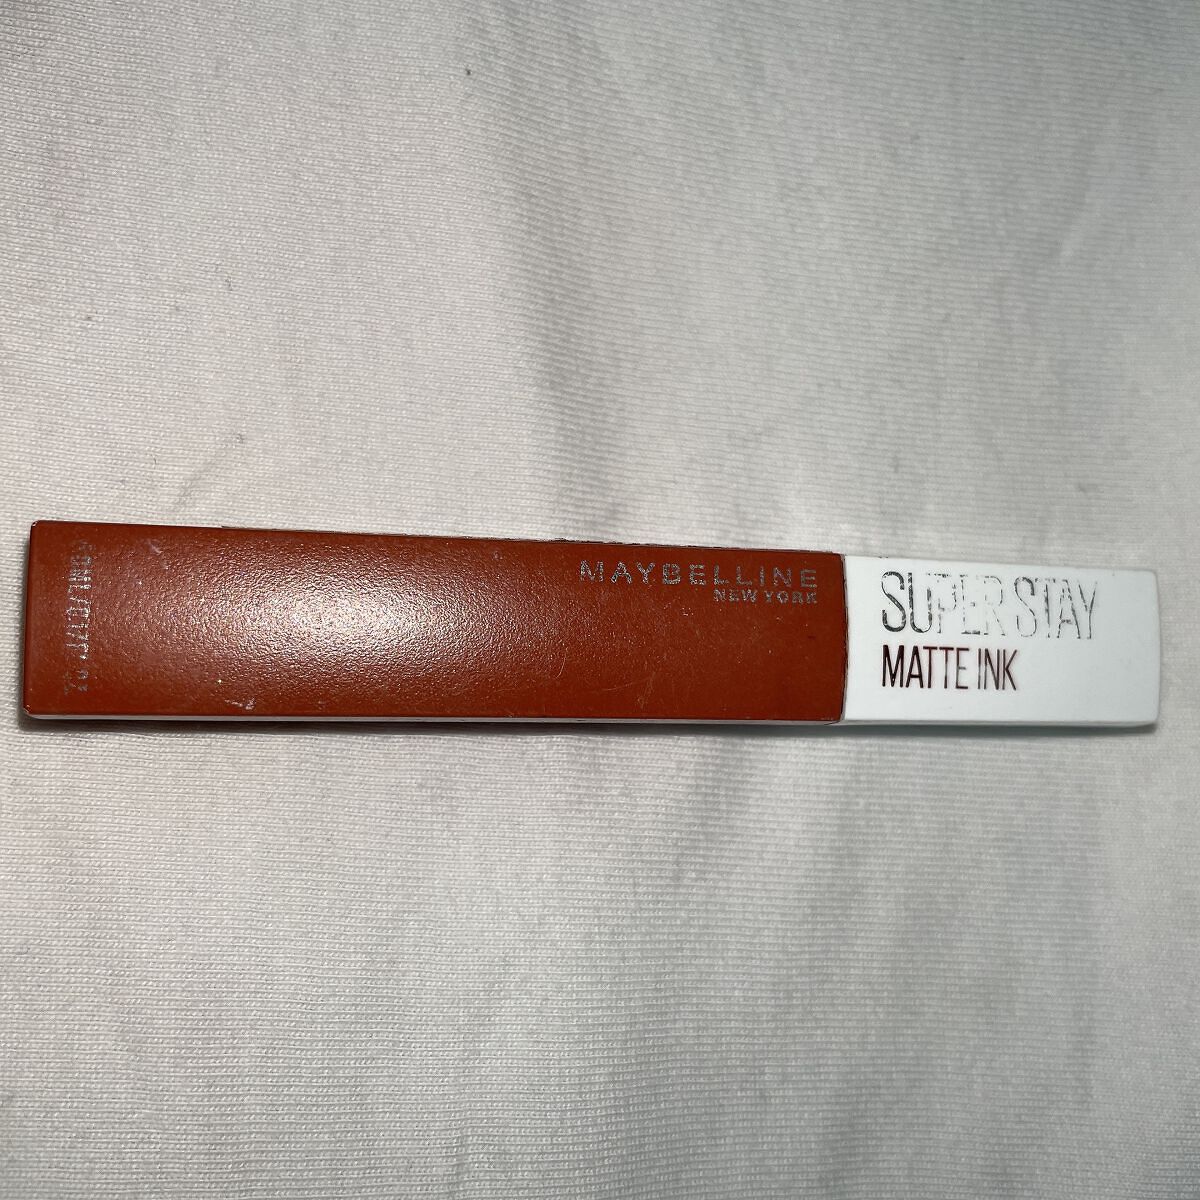 MAYBELLINE
NEW YORK
SUPER STAY
MATTE INK